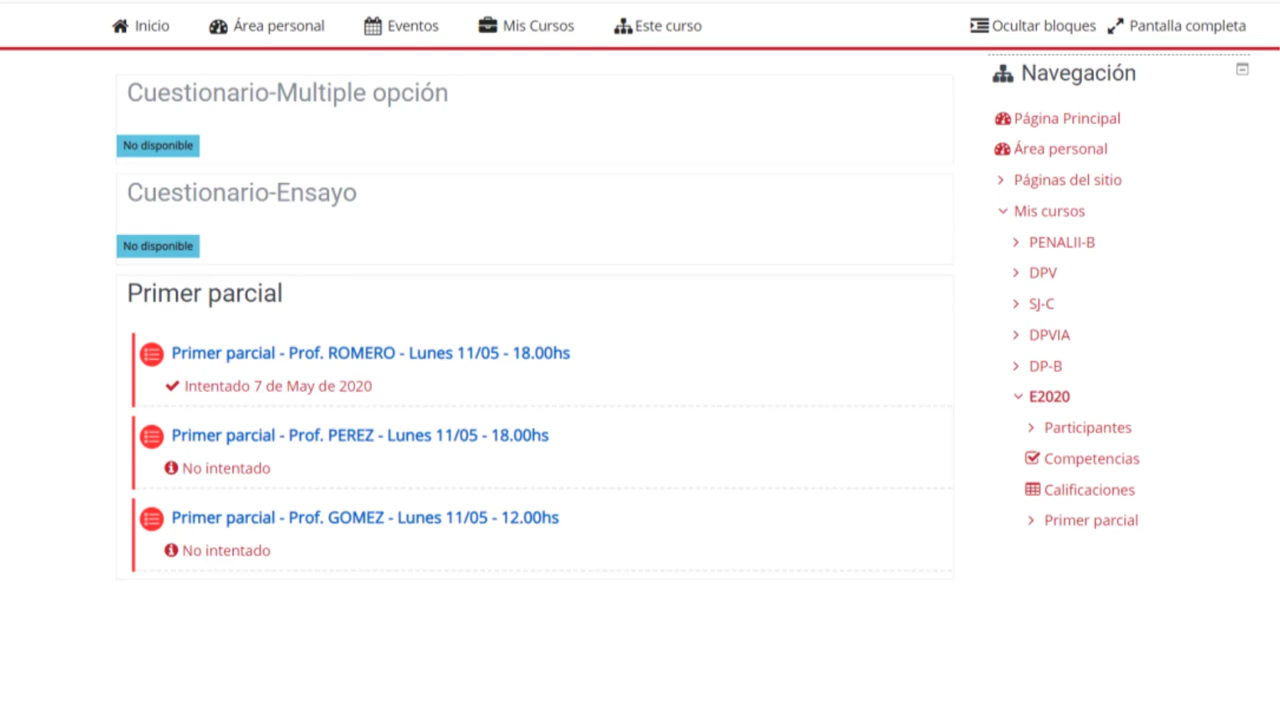 Inicio Área personal Eventos Mis Cursos Este curso Ocultar bloques Pantalla completa
Cuestionario-Multiple opción
No disponible
Cuestionario-Ensayo
No disponible
Primer parcial
Primer parcial - Prof. ROMERO - Lunes 11/05 - 18.00hs
Intentado 7 de May de 2020
Primer parcial - Prof. PEREZ - Lunes 11/05 - 18.00hs
No intentado
Primer parcial - Prof. GOMEZ - Lunes 11/05 - 12.00hs
No intentado
Navegación
Página Principal
Área personal
Páginas del sitio
Mis cursos
PENALII-B
DPV
SJ-C
DPVIA
DP-B
E2020
Participantes
Competencias
Calificaciones
Primer parcial